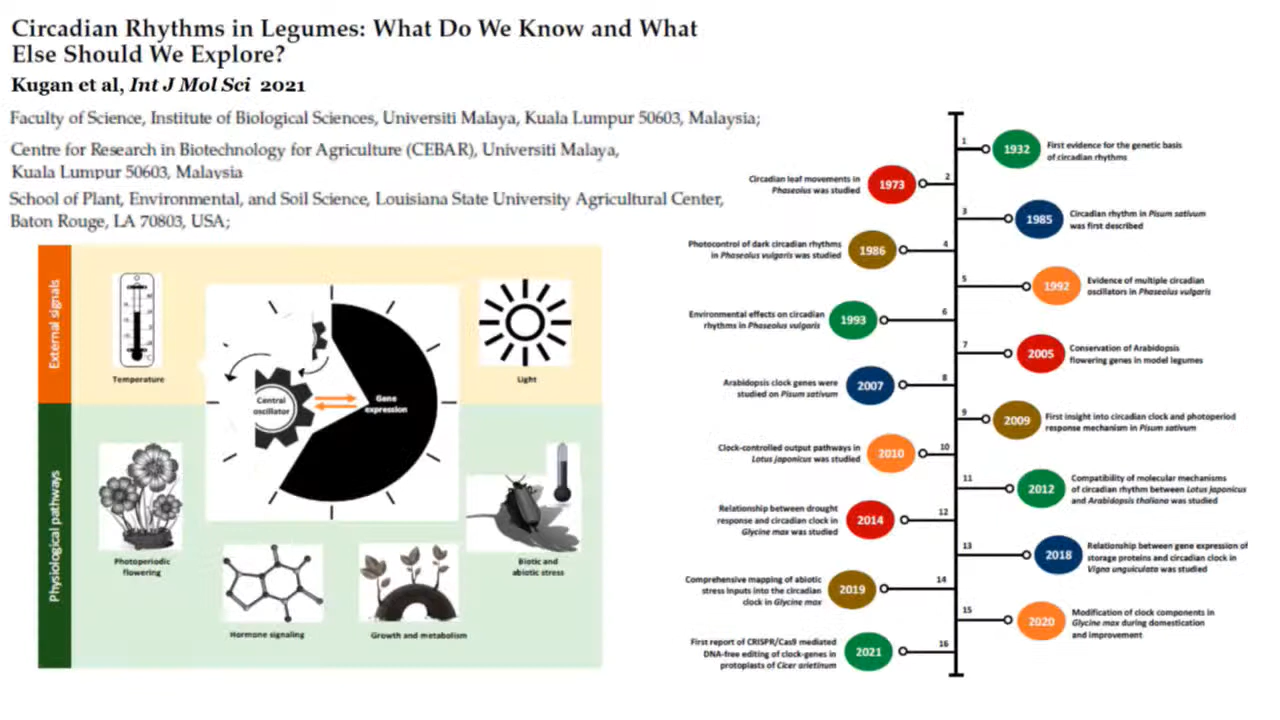 Circadian Rhythms in Legumes: What Do We Know and What
Else Should We Explore?
Kugan et al, Int J Mol Sci 2021
Faculty of Science, Institute of Biological Sciences, Universiti Malaya, Kuala Lumpur 50603, Malaysia;
Centre for Research in Biotechnology for Agriculture (CEBAR), Universiti Malaya,
Kuala Lumpur 50603, Malaysia
School of Plant, Environmental, and Soil Science, Louisiana State University Agricultural Center,
Baton Rouge, LA 70803, USA;
External signals
Temperature
Light
Central
oscillator
Gene
expression
Physiological pathways
Photoperiodic
flowering
Hormone signaling
Growth and metabolism
Biotic and
abiotic stress
1
1932
First evidence for the genetic basis
of circadian rhythms
2
1973
Circadian leaf movements in
Phaseolus was studied
3
1985
Circadian rhythm in Pisum sativum
was first described
4
1986
Photocontrol of dark circadian rhythms
in Phaseolus vulgaris was studied
5
1992
Evidence of multiple circadian
oscillators in Phaseolus vulgaris
6
1993
Environmental effects on circadian
rhythms in Phaseolus vulgaris
7
2005
Conservation of Arabidopsis
flowering genes in model legumes
8
2007
Arabidopsis clock genes were
studied on Pisum sativum
9
2009
First insight into circadian clock and photoperiod
response mechanism in Pisum sativum
10
2010
Clock-controlled output pathways in
Lotus japonicus was studied
11
2012
Compatibility of molecular mechanisms
of circadian rhythm between Lotus japonicus
and Arabidopsis thaliana was studied
12
2014
Relationship between drought
response and circadian clock in
Glycine max was studied
13
2018
Relationship between gene expression of
storage proteins and circadian clock in
Vigna unguiculata was studied
14
2019
Comprehensive mapping of abiotic
stress inputs into the circadian
clock in Glycine max
15
2020
Modification of clock components in
Glycine max during domestication
and improvement
16
2021
First report of CRISPR/Cas9 mediated
DNA-free editing of clock-genes in
protoplasts of Cicer arietinum